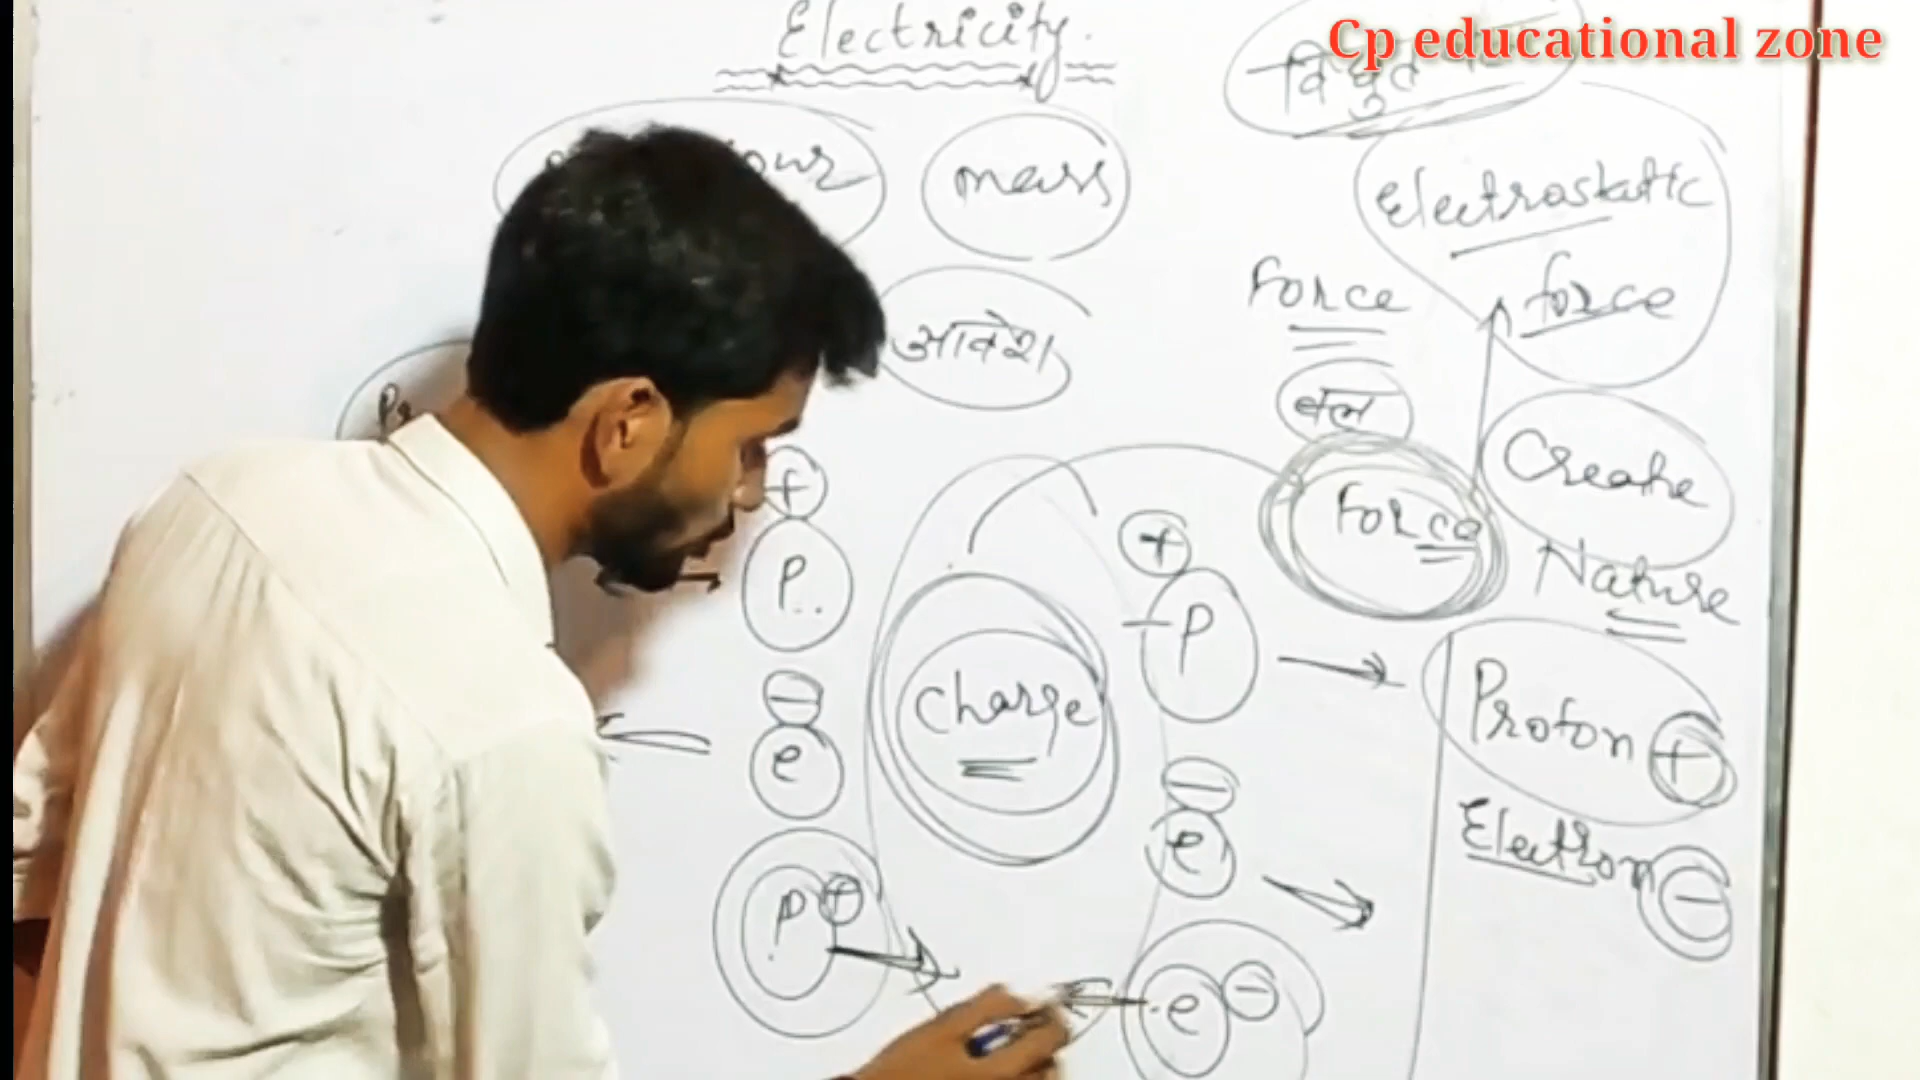 Cp educational zone
Electricity.
mass
Electrostatic
force
Force
आवेश
बल
Create
Force
Nature
+
P
+
P
Charge
Proton +
−
e
−
e
Electron −
P +
e −